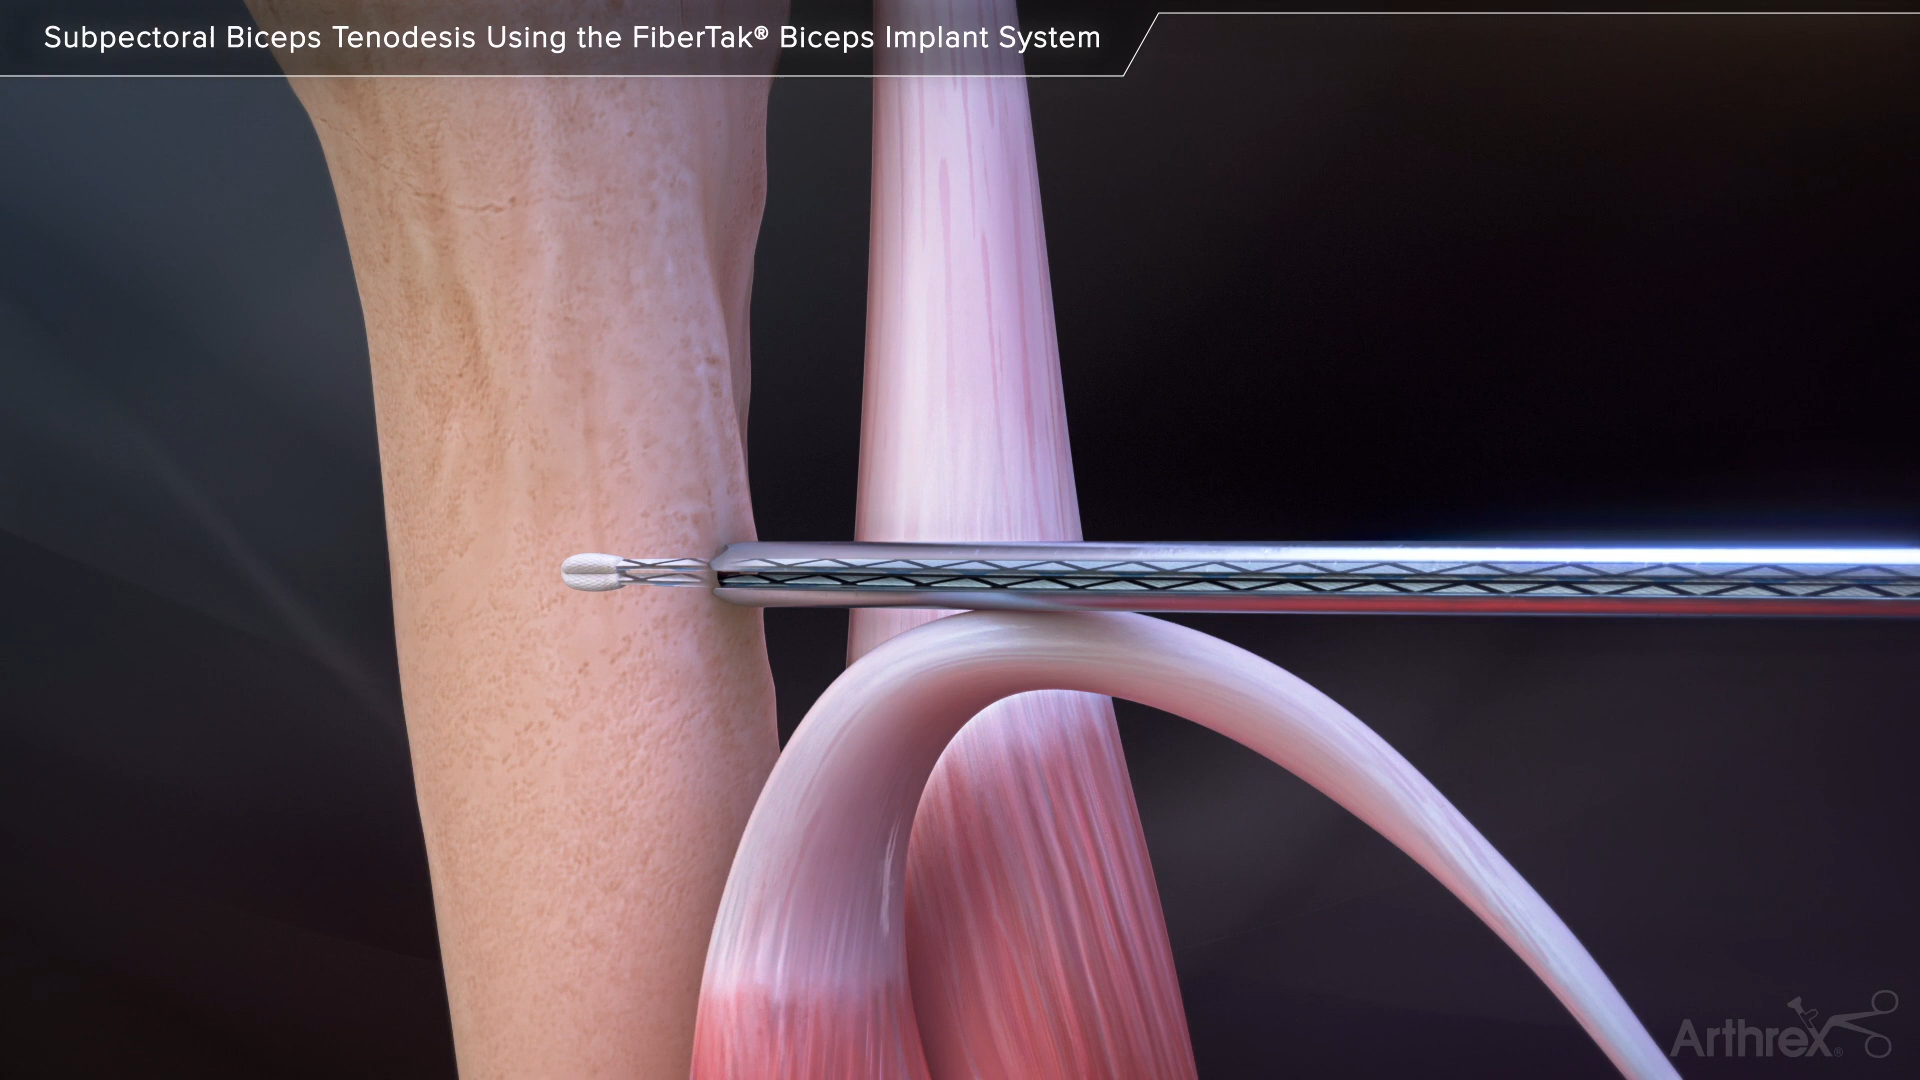 Subpectoral Biceps Tenodesis Using the FiberTak® Biceps Implant System
Arthrex®